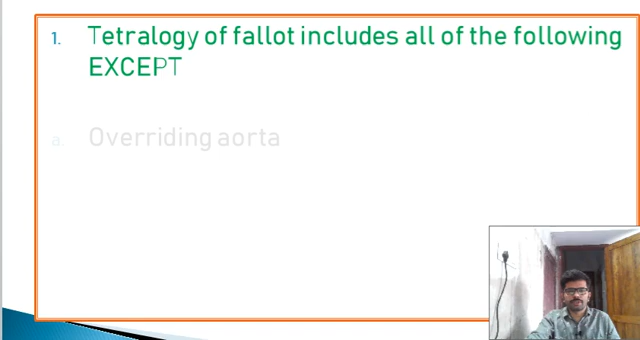 1. Tetralogy of fallot includes all of the following
EXCEPT
a. Overriding aorta